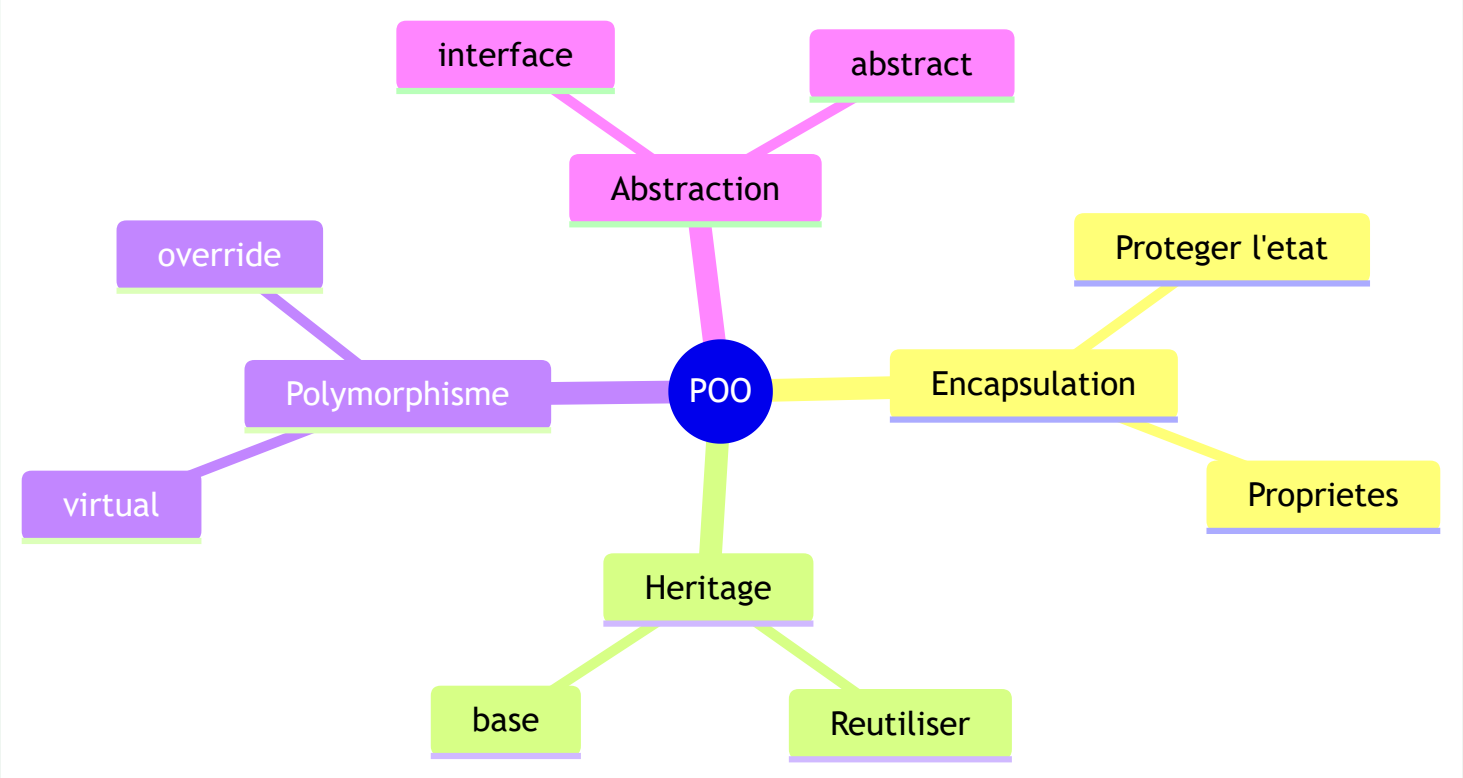 interface
abstract
Abstraction
override
Proteger l'etat
Polymorphisme
POO
Encapsulation
virtual
Proprietes
Heritage
base
Reutiliser